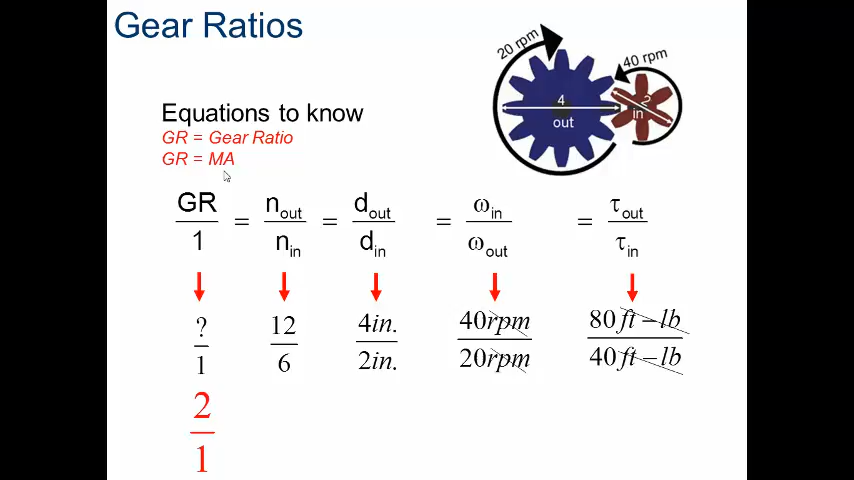 Gear Ratios
20 rpm
40 rpm
4
out
2
in
Equations to know
GR = Gear Ratio
GR = MA
GR/1 = n_out/n_in = d_out/d_in = ω_in/ω_out = τ_out/τ_in
?/1 12/6 4in./2in. 40rpm/20rpm 80ft–lb/40ft–lb
2/1